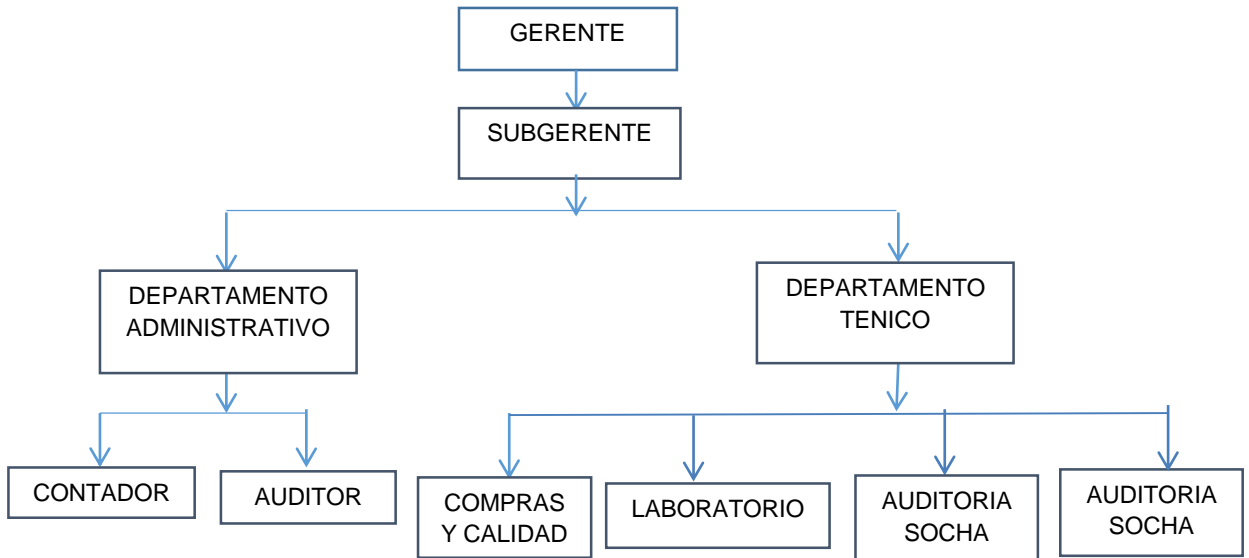 GERENTE
SUBGERENTE
DEPARTAMENTO
ADMINISTRATIVO
DEPARTAMENTO
TENICO
CONTADOR
AUDITOR
COMPRAS
Y CALIDAD
LABORATORIO
AUDITORIA
SOCHA
AUDITORIA
SOCHA